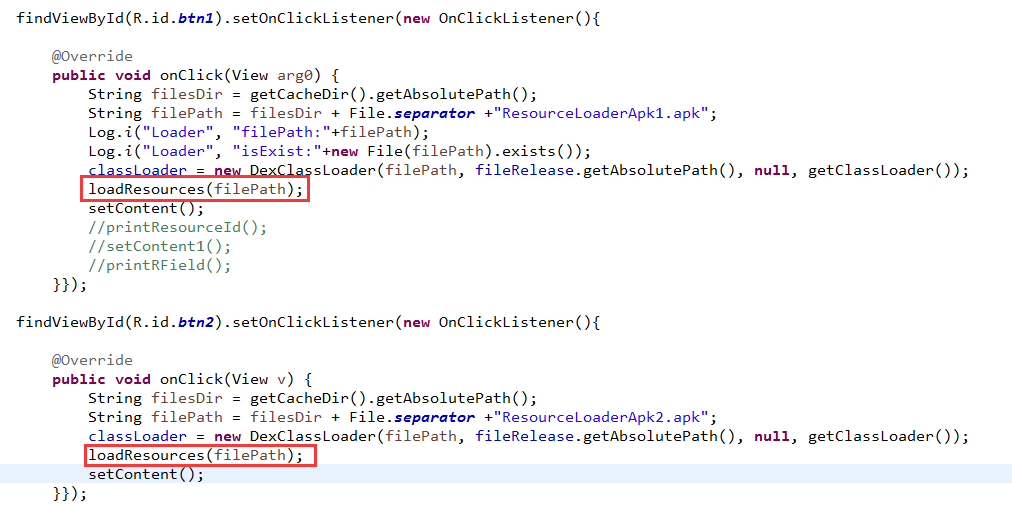 findViewById(R.id.btn1).setOnClickListener(new OnClickListener(){
@Override
public void onClick(View arg0) {
String filesDir = getCacheDir().getAbsolutePath();
String filePath = filesDir + File.separator +"ResourceLoaderApk1.apk";
Log.i("Loader", "filePath:"+filePath);
Log.i("Loader", "isExist:"+new File(filePath).exists());
classLoader = new DexClassLoader(filePath, fileRelease.getAbsolutePath(), null, getClassLoader());
loadResources(filePath);
setContent();
//printResourceId();
//setContent1();
//printRField();
}});
findViewById(R.id.btn2).setOnClickListener(new OnClickListener(){
@Override
public void onClick(View v) {
String filesDir = getCacheDir().getAbsolutePath();
String filePath = filesDir + File.separator +"ResourceLoaderApk2.apk";
classLoader = new DexClassLoader(filePath, fileRelease.getAbsolutePath(), null, getClassLoader());
loadResources(filePath);
setContent();
}});